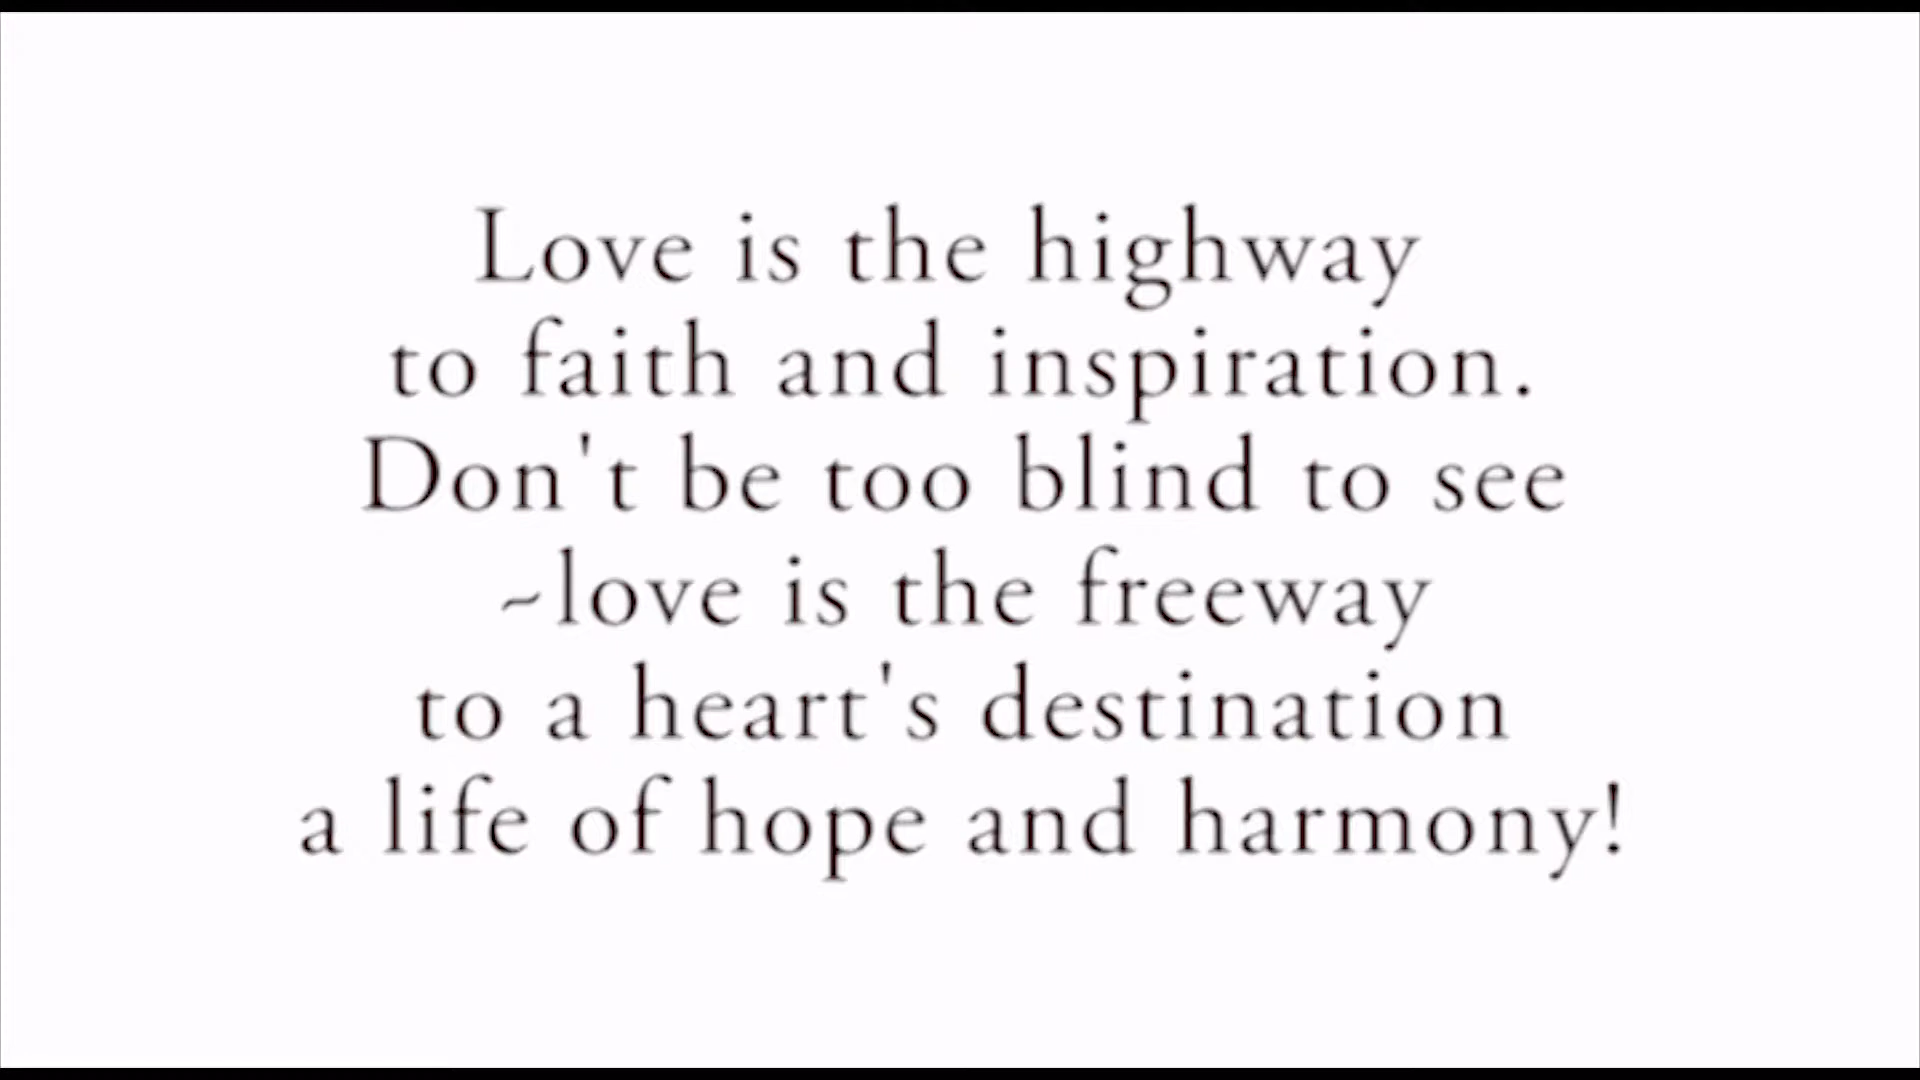 Love is the highway
to faith and inspiration.
Don't be too blind to see
~love is the freeway
to a heart's destination
a life of hope and harmony!